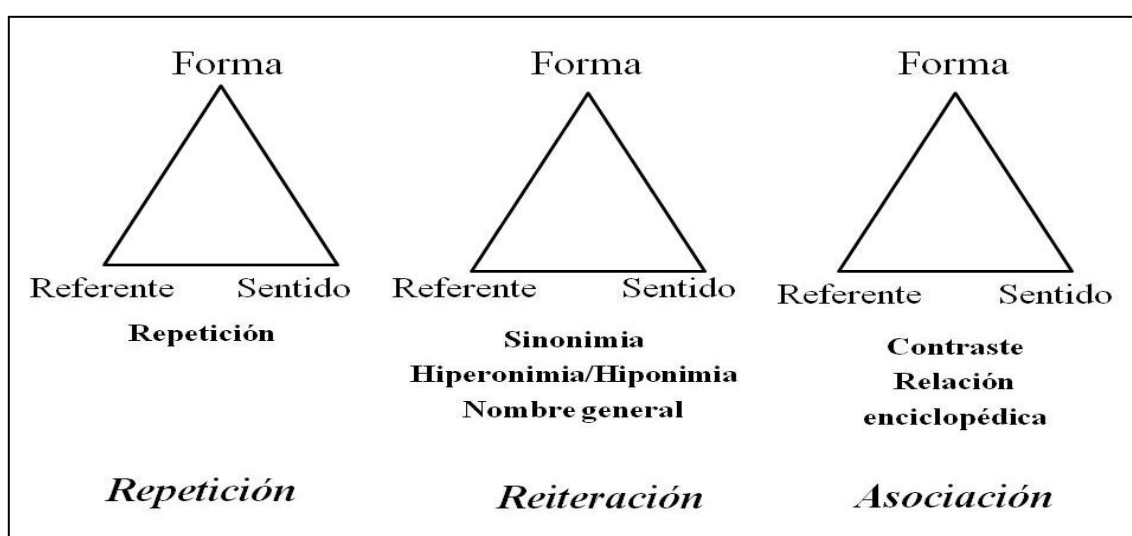 Forma
Referente Sentido
Repetición
Repetición
Forma
Referente Sentido
Sinonimia
Hiperonimia/Hiponimia
Nombre general
Reiteración
Forma
Referente Sentido
Contraste
Relación
enciclopédica
Asociación